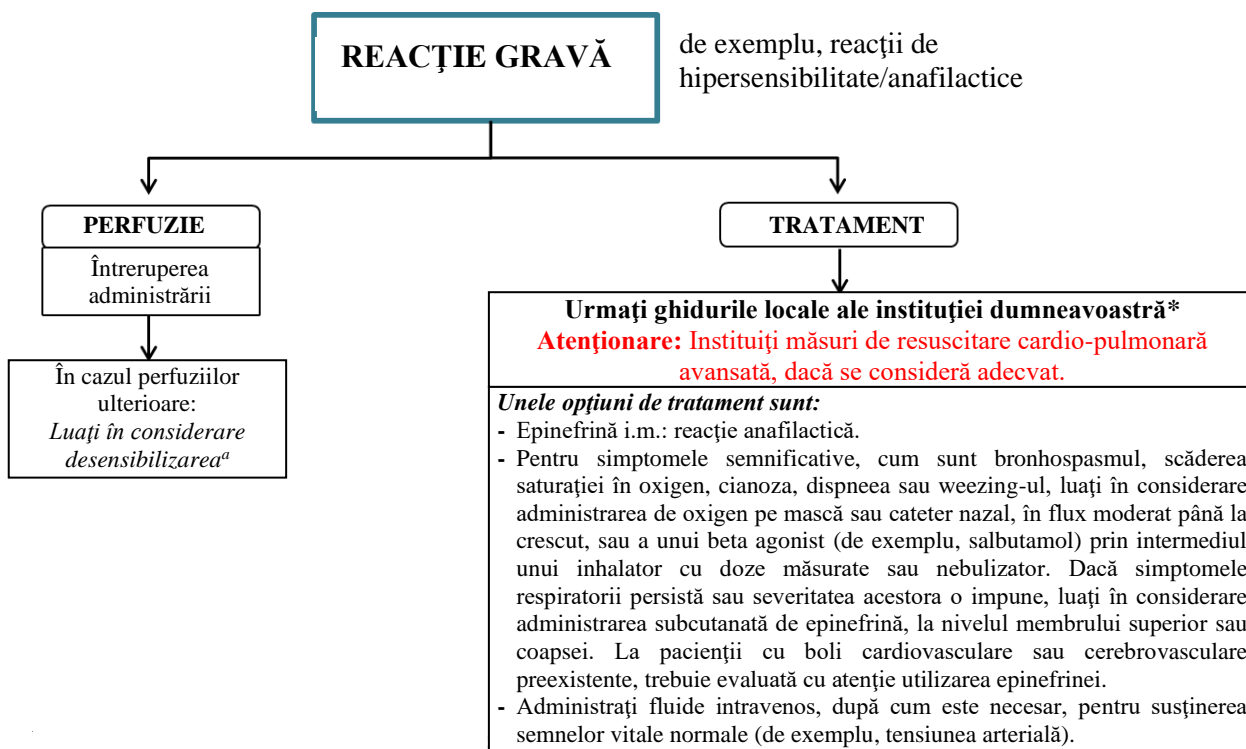 REACŢIE GRAVĂ
de exemplu, reacţii de
hipersensibilitate/anafilactice
PERFUZIE
Întreruperea
administrării
În cazul perfuziilor
ulterioare:
Luaţi în considerare
desensibilizareaᵃ
TRATAMENT
Urmaţi ghidurile locale ale instituţiei dumneavoastră*
Atenţionare: Instituiţi măsuri de resuscitare cardio-pulmonară
avansată, dacă se consideră adecvat.
Unele opţiuni de tratament sunt:
- Epinefrină i.m.: reacţie anafilactică.
- Pentru simptomele semnificative, cum sunt bronhospasmul, scăderea
saturaţiei în oxigen, cianoza, dispneea sau weezing-ul, luaţi în considerare
administrarea de oxigen pe mască sau cateter nazal, în flux moderat până la
crescut, sau a unui beta agonist (de exemplu, salbutamol) prin intermediul
unui inhalator cu doze măsurate sau nebulizator. Dacă simptomele
respiratorii persistă sau severitatea acestora o impune, luaţi în considerare
administrarea subcutanată de epinefrină, la nivelul membrului superior sau
coapsei. La pacienţii cu boli cardiovasculare sau cerebrovasculare
preexistente, trebuie evaluată cu atenţie utilizarea epinefrinei.
- Administraţi fluide intravenos, după cum este necesar, pentru susţinerea
semnelor vitale normale (de exemplu, tensiunea arterială).